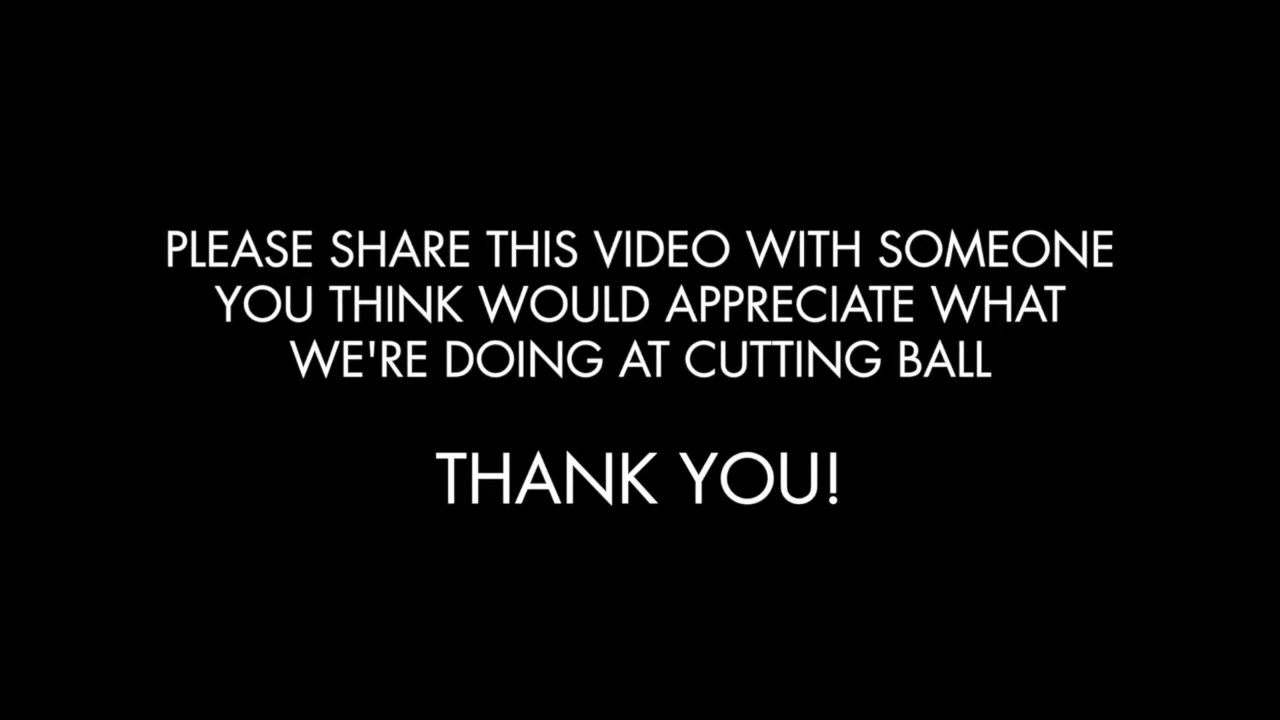 PLEASE SHARE THIS VIDEO WITH SOMEONE
YOU THINK WOULD APPRECIATE WHAT
WE'RE DOING AT CUTTING BALL
THANK YOU!